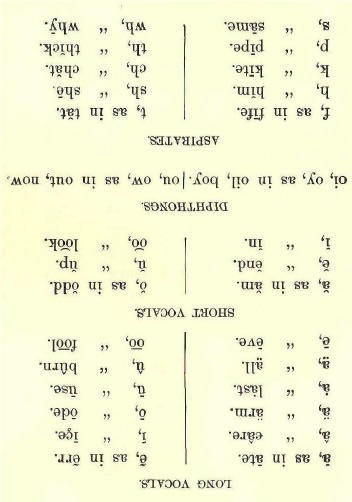 LONG VOCALS.
ā, as in āte. ẽ, as in ẽrr.
â, " câre. ī, " īçe.
ä, " ärm. ō, " ōde.
ȧ, " lȧst. ū, " ūse.
a̤, " a̤ll. û, " bûrn.
ē, " ēve. o͞o, " fo͞ol.
SHORT VOCALS.
ă, as in ăm. ŏ, as in ŏdd.
ĕ, " ĕnd. ŭ, " ŭp.
ĭ, " ĭn. o͝o, " lo͝ok.
DIPHTHONGS.
oi, oy, as in oil, boy. | ou, ow, as in out, now.
ASPIRATES.
f, as in fīfe. t, as in tăt.
h, " hĭm. sh, " shē.
k, " kīte. ch, " chăt.
p, " pīpe. th, " thĭck.
s, " sāme. wh, " whȳ.